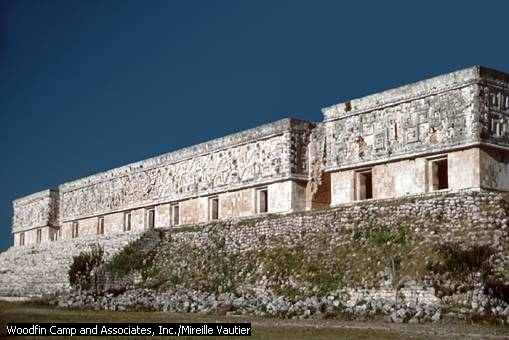 Woodfin Camp and Associates, Inc./Mireille Vautier